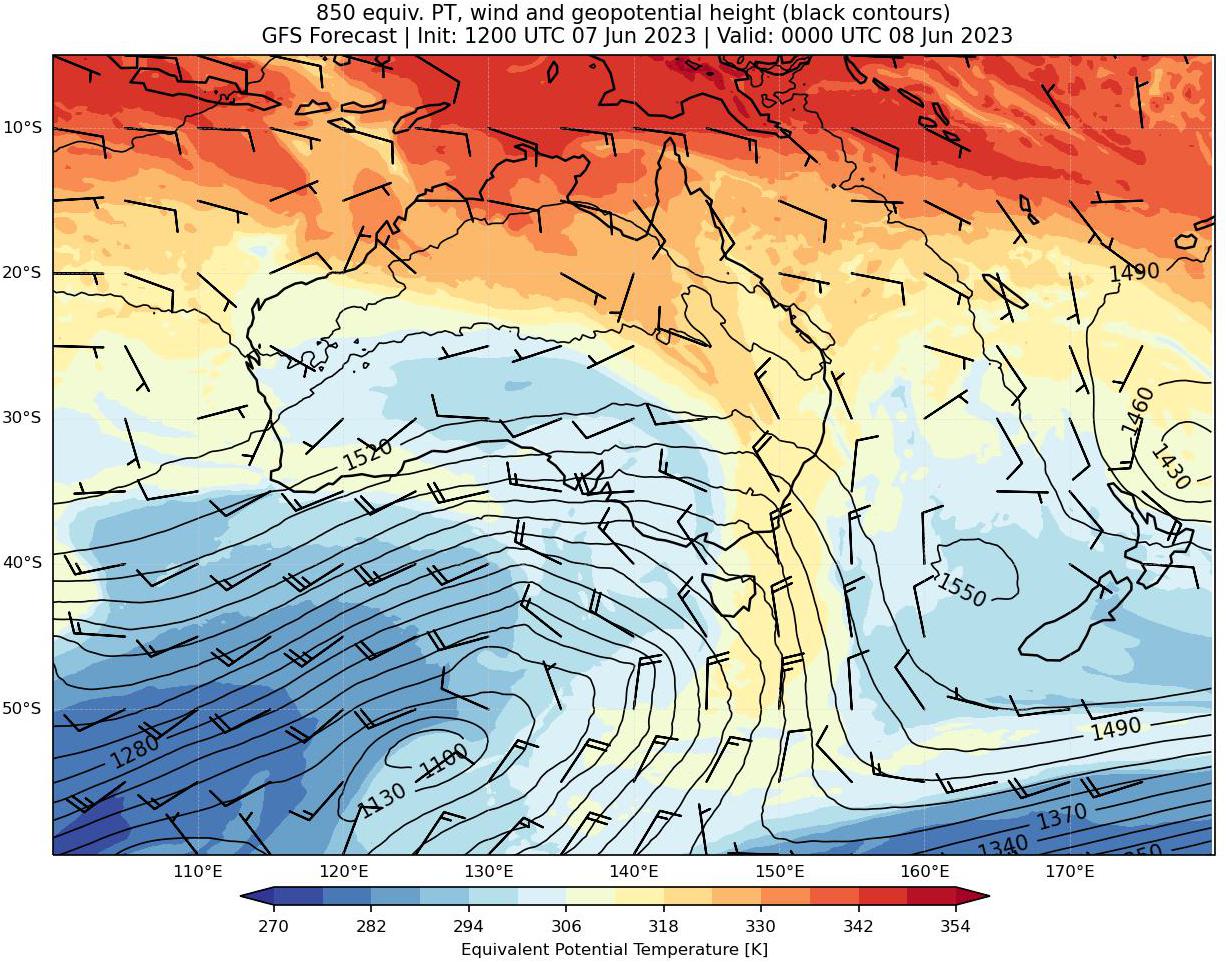 850 equiv. PT, wind and geopotential height (black contours)
GFS Forecast | Init: 1200 UTC 07 Jun 2023 | Valid: 0000 UTC 08 Jun 2023
10°S
20°S
1490
30°S
1460
1520
1430
40°S
1550
50°S
1490
1280
1100
1130
1370
1340
110°E 120°E 130°E 140°E 150°E 160°E 170°E
270 282 294 306 318 330 342 354
Equivalent Potential Temperature [K]